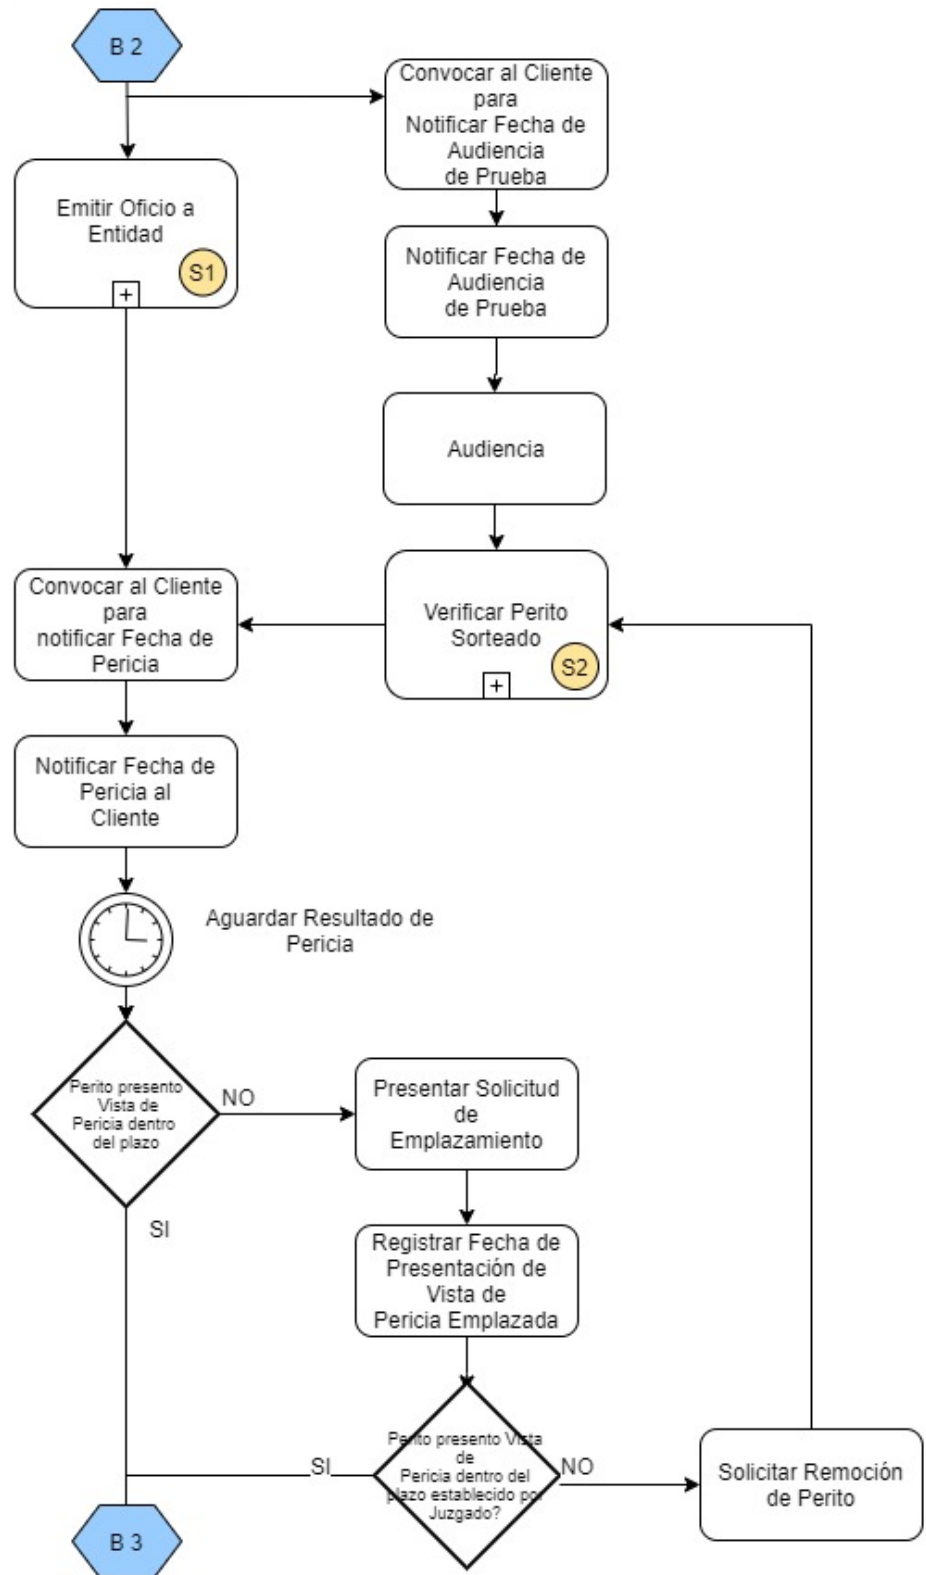 B 2
Convocar al Cliente
para
Notificar Fecha de
Audiencia
de Prueba
Emitir Oficio a
Entidad
S1
+
Notificar Fecha de
Audiencia
de Prueba
Audiencia
Convocar al Cliente
para
notificar Fecha de
Pericia
Verificar Perito
Sorteado
S2
+
Notificar Fecha de
Pericia al
Cliente
Aguardar Resultado de
Pericia
Perito presento
Vista de
Pericia dentro
del plazo
NO
SI
Presentar Solicitud
de
Emplazamiento
Registrar Fecha de
Presentación de
Vista de
Pericia Emplazada
Perito presento Vista
de
Pericia dentro del
plazo establecido por
Juzgado?
SI
NO
Solicitar Remoción
de Perito
B 3